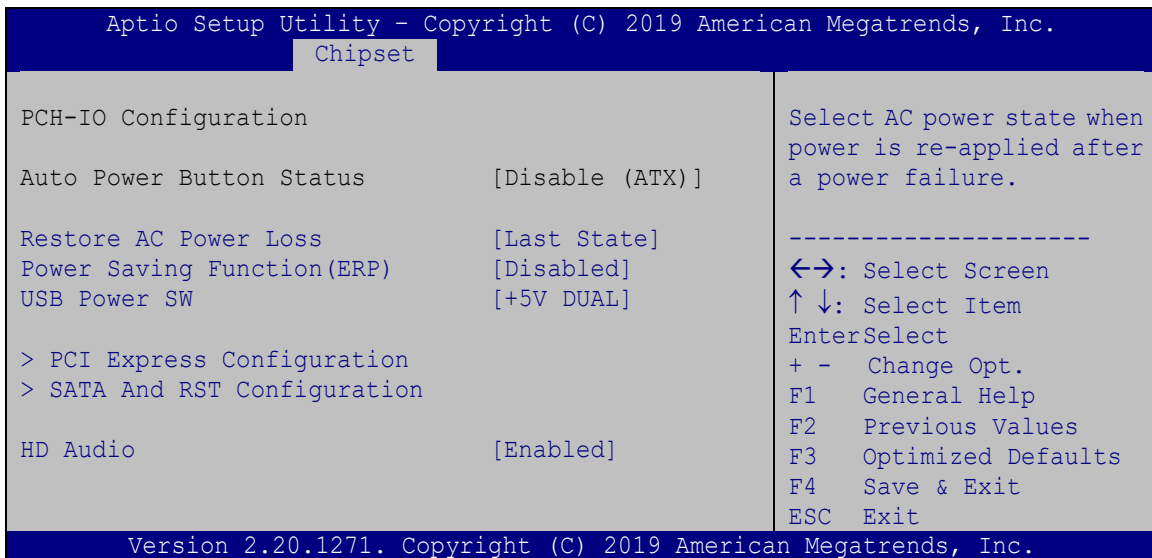 Aptio Setup Utility – Copyright (C) 2019 American Megatrends, Inc.
Chipset
PCH-IO Configuration
Auto Power Button Status [Disable (ATX)]
Restore AC Power Loss [Last State]
Power Saving Function(ERP) [Disabled]
USB Power SW [+5V DUAL]
> PCI Express Configuration
> SATA And RST Configuration
HD Audio [Enabled]
Select AC power state when
power is re-applied after
a power failure.
---------------------
←→: Select Screen
↑ ↓: Select Item
EnterSelect
+ - Change Opt.
F1 General Help
F2 Previous Values
F3 Optimized Defaults
F4 Save & Exit
ESC Exit
Version 2.20.1271. Copyright (C) 2019 American Megatrends, Inc.